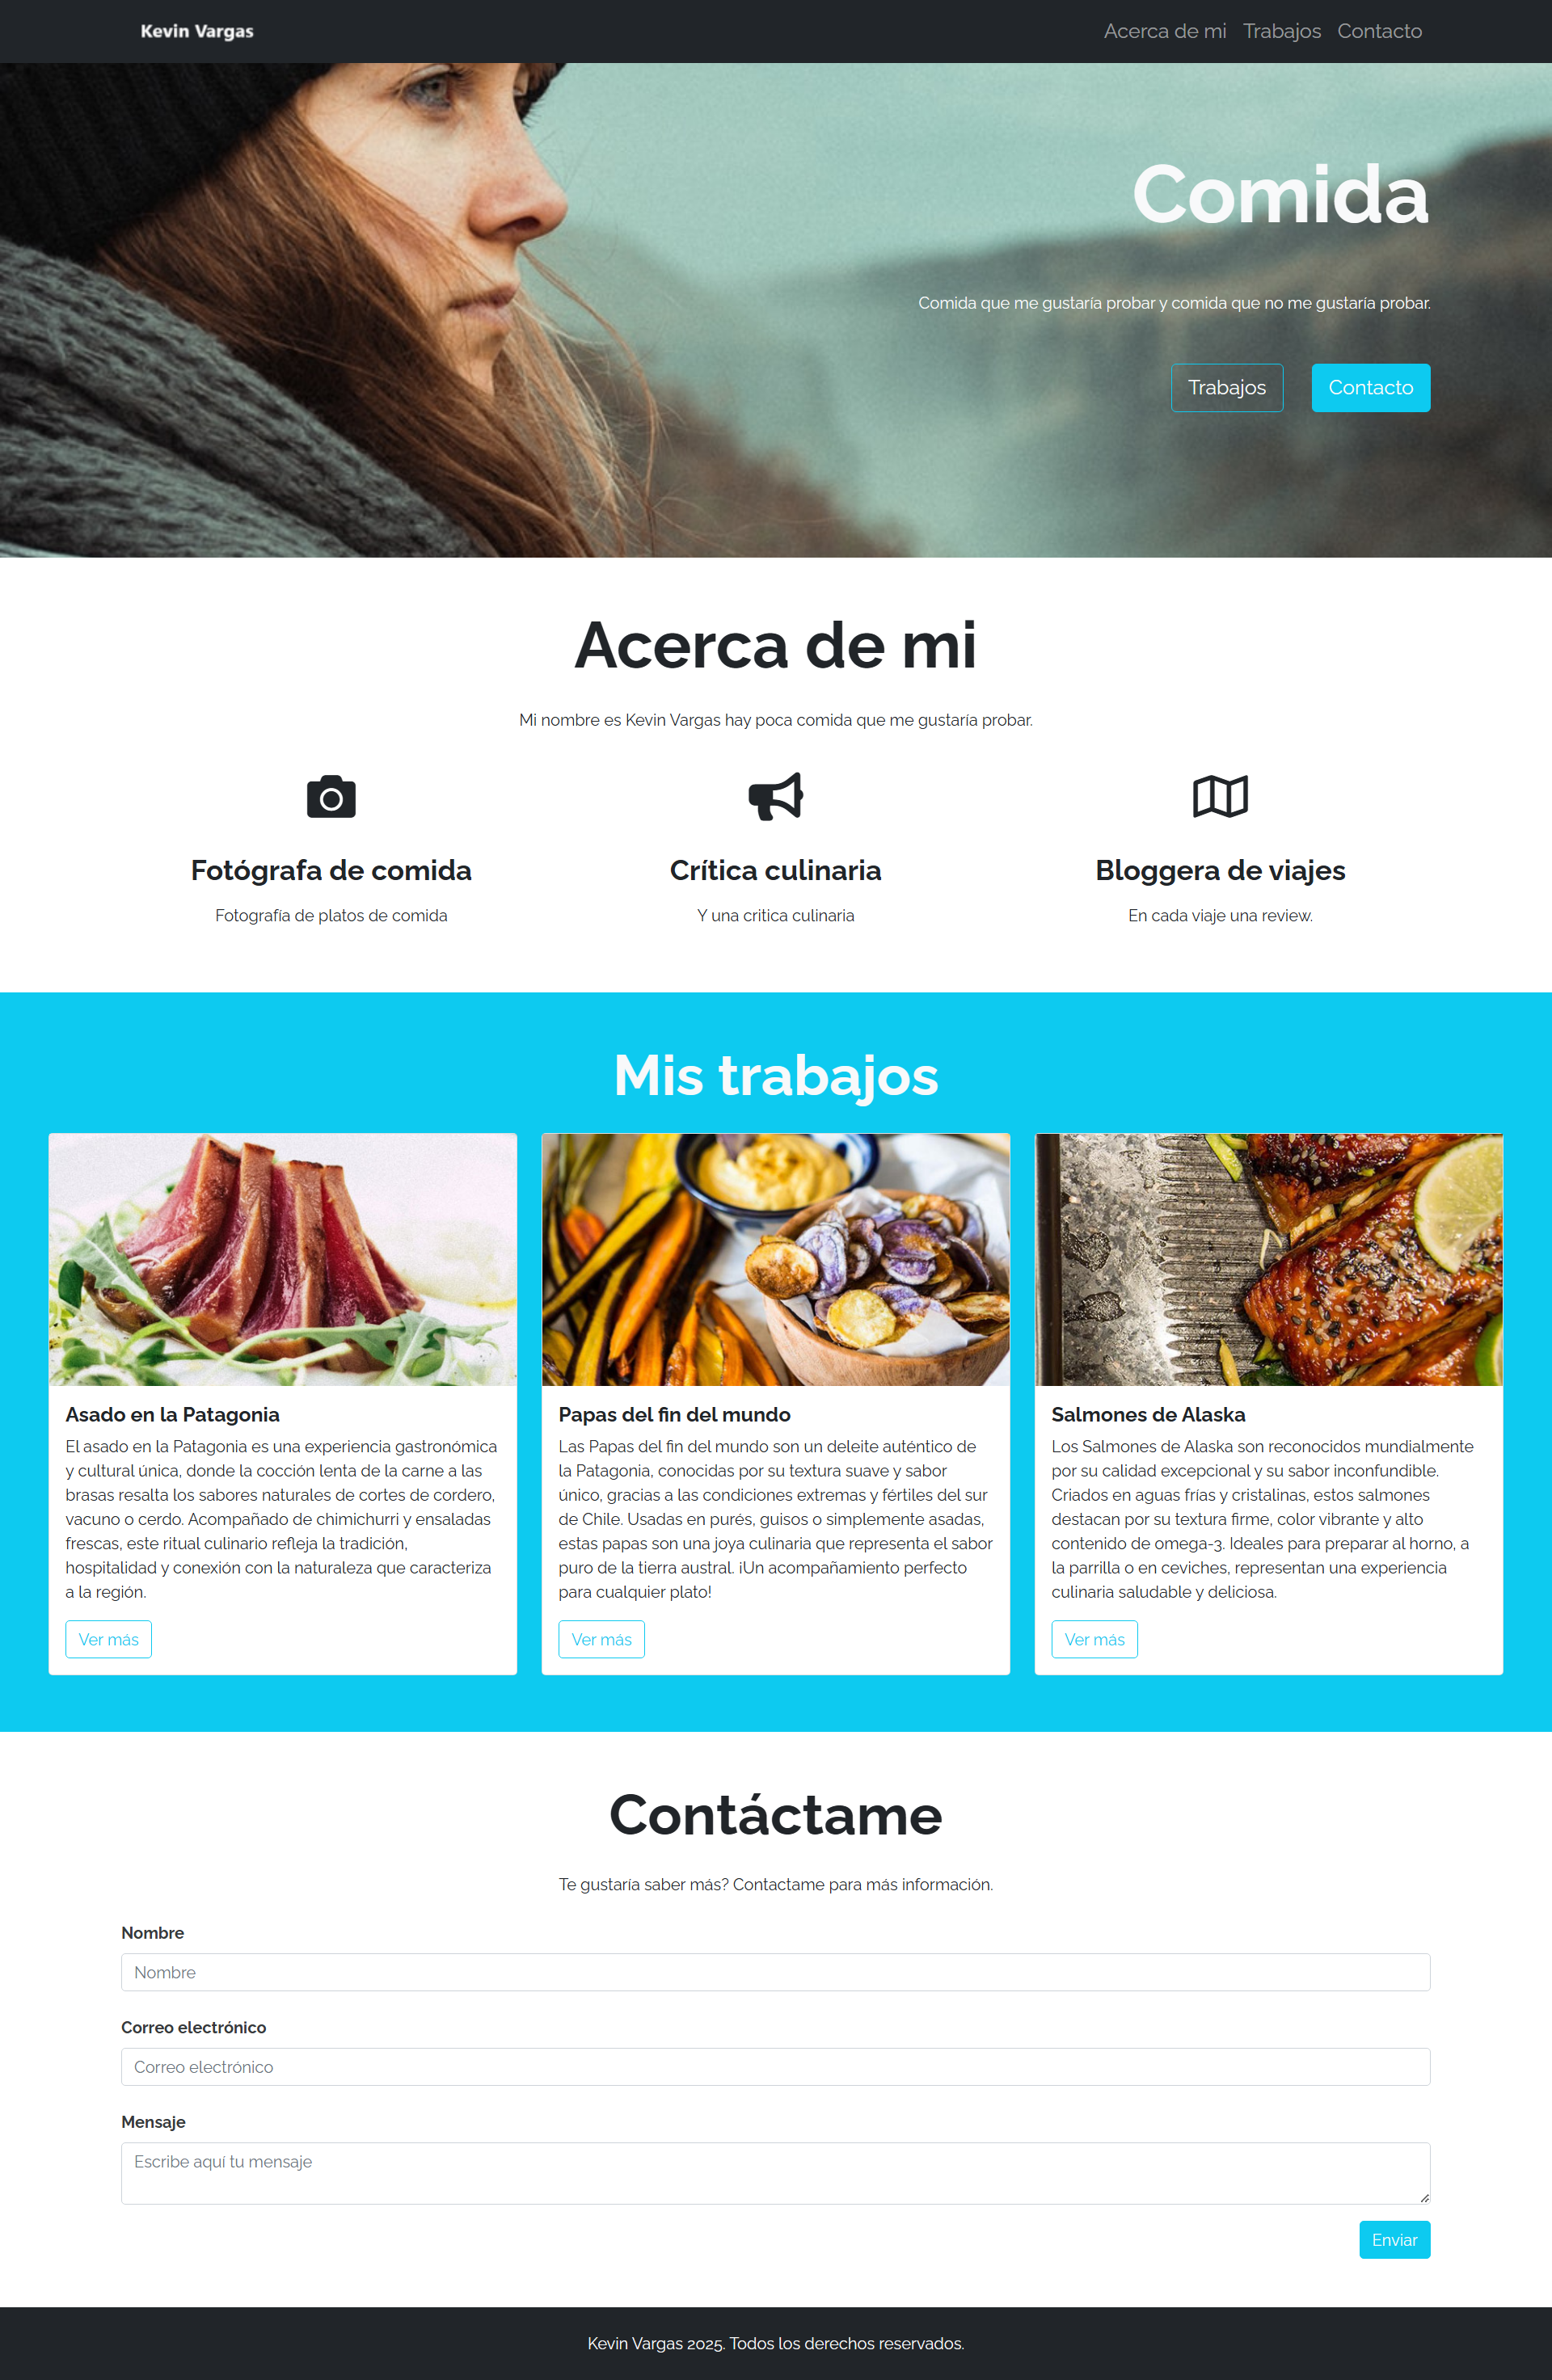 Kevin Vargas
Acerca de mi Trabajos Contacto
Comida
Comida que me gustaría probar y comida que no me gustaría probar.
Trabajos Contacto
Acerca de mi
Mi nombre es Kevin Vargas hay poca comida que me gustaría probar.
Fotógrafa de comida
Fotografía de platos de comida
Crítica culinaria
Y una critica culinaria
Bloggera de viajes
En cada viaje una review.
Mis trabajos
Asado en la Patagonia
El asado en la Patagonia es una experiencia gastronómica
y cultural única, donde la cocción lenta de la carne a las
brasas resalta los sabores naturales de cortes de cordero,
vacuno o cerdo. Acompañado de chimichurri y ensaladas
frescas, este ritual culinario refleja la tradición,
hospitalidad y conexión con la naturaleza que caracteriza
a la región.
Ver más
Papas del fin del mundo
Las Papas del fin del mundo son un deleite auténtico de
la Patagonia, conocidas por su textura suave y sabor
único, gracias a las condiciones extremas y fértiles del sur
de Chile. Usadas en purés, guisos o simplemente asadas,
estas papas son una joya culinaria que representa el sabor
puro de la tierra austral. ¡Un acompañamiento perfecto
para cualquier plato!
Ver más
Salmones de Alaska
Los Salmones de Alaska son reconocidos mundialmente
por su calidad excepcional y su sabor inconfundible.
Criados en aguas frías y cristalinas, estos salmones
destacan por su textura firme, color vibrante y alto
contenido de omega-3. Ideales para preparar al horno, a
la parrilla o en ceviches, representan una experiencia
culinaria saludable y deliciosa.
Ver más
Contáctame
Te gustaría saber más? Contactame para más información.
Nombre
Nombre
Correo electrónico
Correo electrónico
Mensaje
Escribe aquí tu mensaje
Enviar
Kevin Vargas 2025. Todos los derechos reservados.